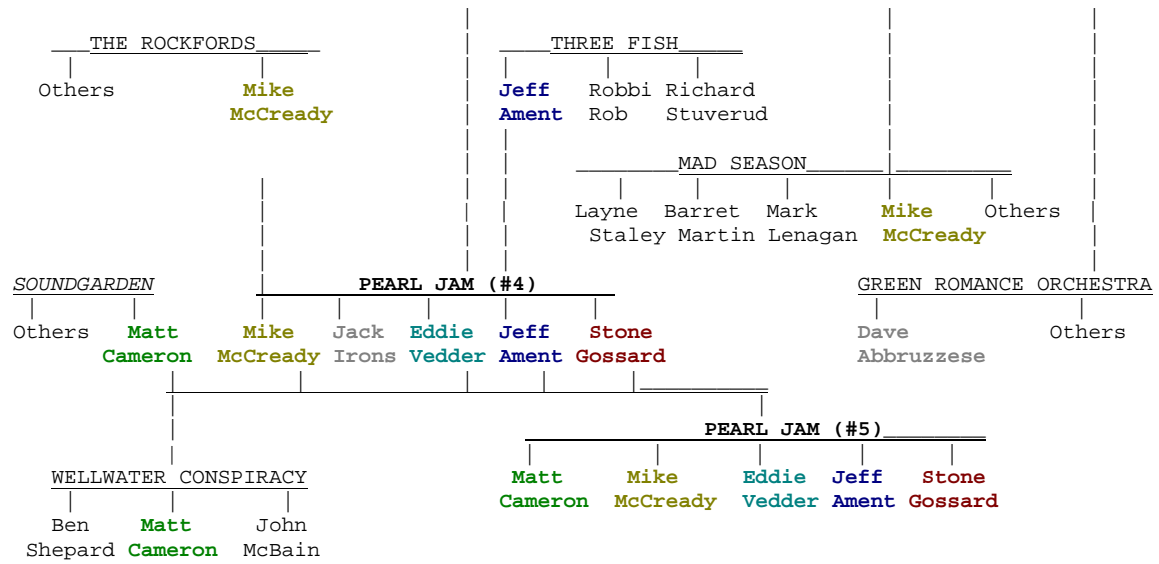 THE ROCKFORDS THREE FISH
Others Mike Jeff Robbi Richard
McCready Ament Rob Stuverud
MAD SEASON
Layne Barret Mark Mike Others
Staley Martin Lenagan McCready
SOUNDGARDEN PEARL JAM (#4) GREEN ROMANCE ORCHESTRA
Others Matt Mike Jack Eddie Jeff Stone Dave Others
Cameron McCready Irons Vedder Ament Gossard Abbruzzese
PEARL JAM (#5)
WELLWATER CONSPIRACY Matt Mike Eddie Jeff Stone
Cameron McCready Vedder Ament Gossard
Ben Matt John
Shepard Cameron McBain